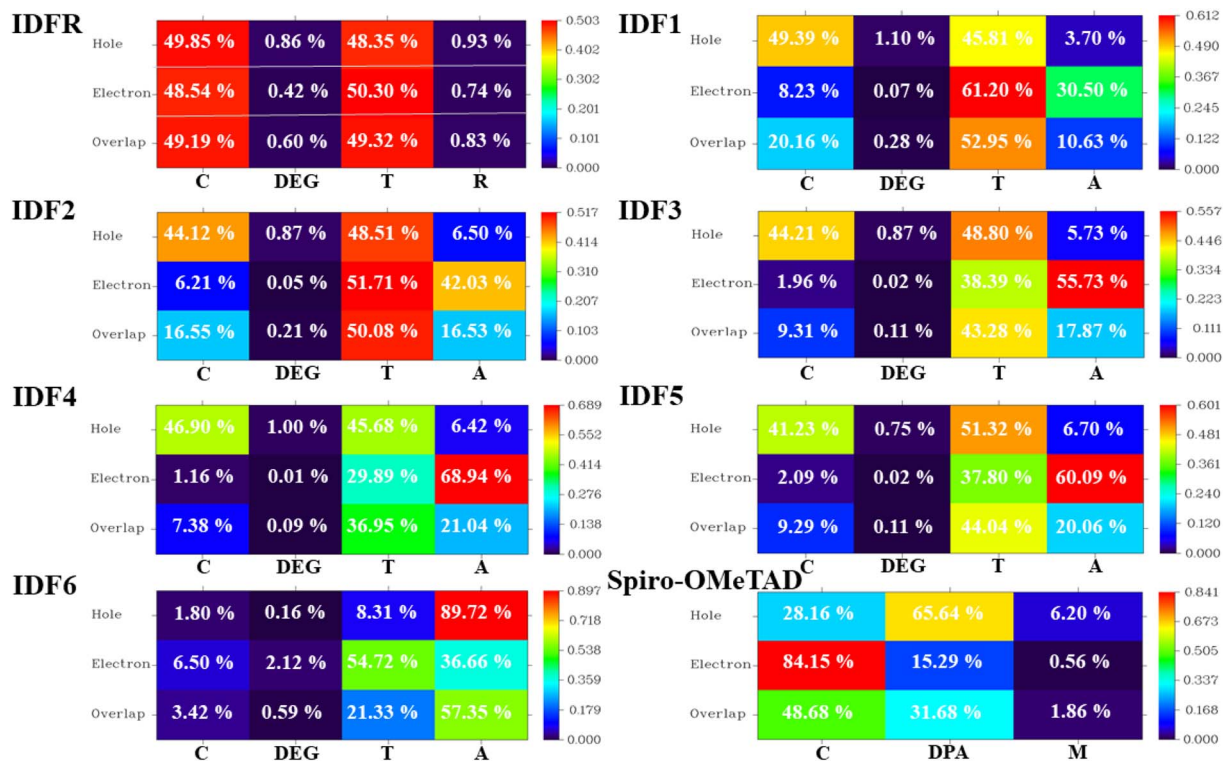 IDFR
Hole 49.85 % 0.86 % 48.35 % 0.93 %
Electron 48.54 % 0.42 % 50.30 % 0.74 %
Overlap 49.19 % 0.60 % 49.32 % 0.83 %
C DEG T R
0.503
0.402
0.302
0.201
0.101
0.000
IDF1
Hole 49.39 % 1.10 % 45.81 % 3.70 %
Electron 8.23 % 0.07 % 61.20 % 30.50 %
Overlap 20.16 % 0.28 % 52.95 % 10.63 %
C DEG T A
0.612
0.490
0.367
0.245
0.122
0.000
IDF2
Hole 44.12 % 0.87 % 48.51 % 6.50 %
Electron 6.21 % 0.05 % 51.71 % 42.03 %
Overlap 16.55 % 0.21 % 50.08 % 16.53 %
C DEG T A
0.517
0.414
0.310
0.207
0.103
0.000
IDF3
Hole 44.21 % 0.87 % 48.80 % 5.73 %
Electron 1.96 % 0.02 % 38.39 % 55.73 %
Overlap 9.31 % 0.11 % 43.28 % 17.87 %
C DEG T A
0.557
0.446
0.334
0.223
0.111
0.000
IDF4
Hole 46.90 % 1.00 % 45.68 % 6.42 %
Electron 1.16 % 0.01 % 29.89 % 68.94 %
Overlap 7.38 % 0.09 % 36.95 % 21.04 %
C DEG T A
0.689
0.552
0.414
0.276
0.138
0.000
IDF5
Hole 41.23 % 0.75 % 51.32 % 6.70 %
Electron 2.09 % 0.02 % 37.80 % 60.09 %
Overlap 9.29 % 0.11 % 44.04 % 20.06 %
C DEG T A
0.601
0.481
0.361
0.240
0.120
0.000
IDF6
Hole 1.80 % 0.16 % 8.31 % 89.72 %
Electron 6.50 % 2.12 % 54.72 % 36.66 %
Overlap 3.42 % 0.59 % 21.33 % 57.35 %
C DEG T A
0.897
0.718
0.538
0.359
0.179
0.000
Spiro-OMeTAD
Hole 28.16 % 65.64 % 6.20 %
Electron 84.15 % 15.29 % 0.56 %
Overlap 48.68 % 31.68 % 1.86 %
C DPA M
0.841
0.673
0.505
0.337
0.168
0.000